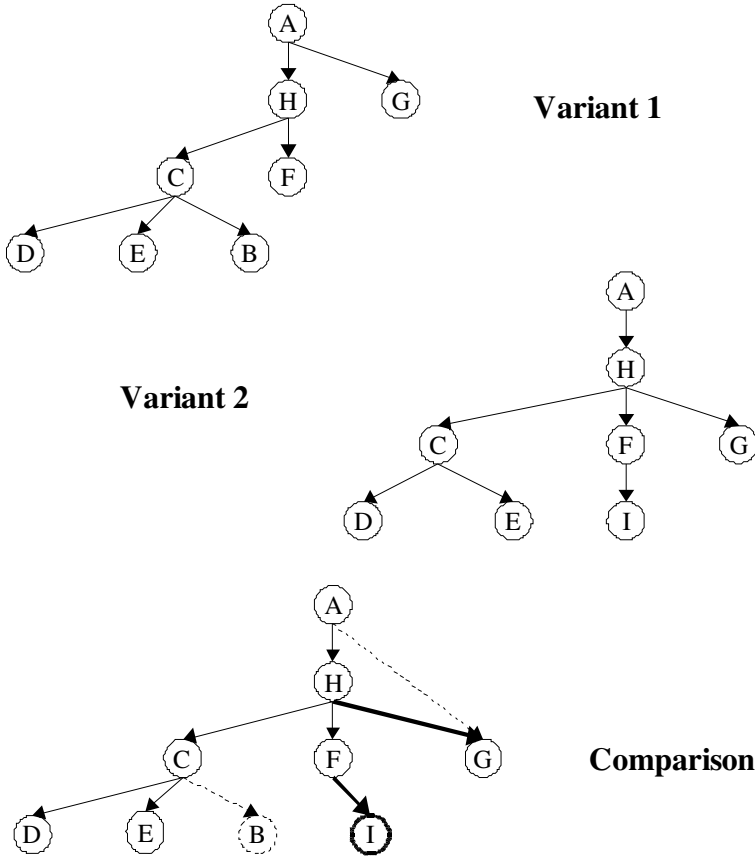 A
H G
Variant 1
C F
D E B
A
H
Variant 2
C F G
D E I
A
H
C F G
Comparison
D E B I